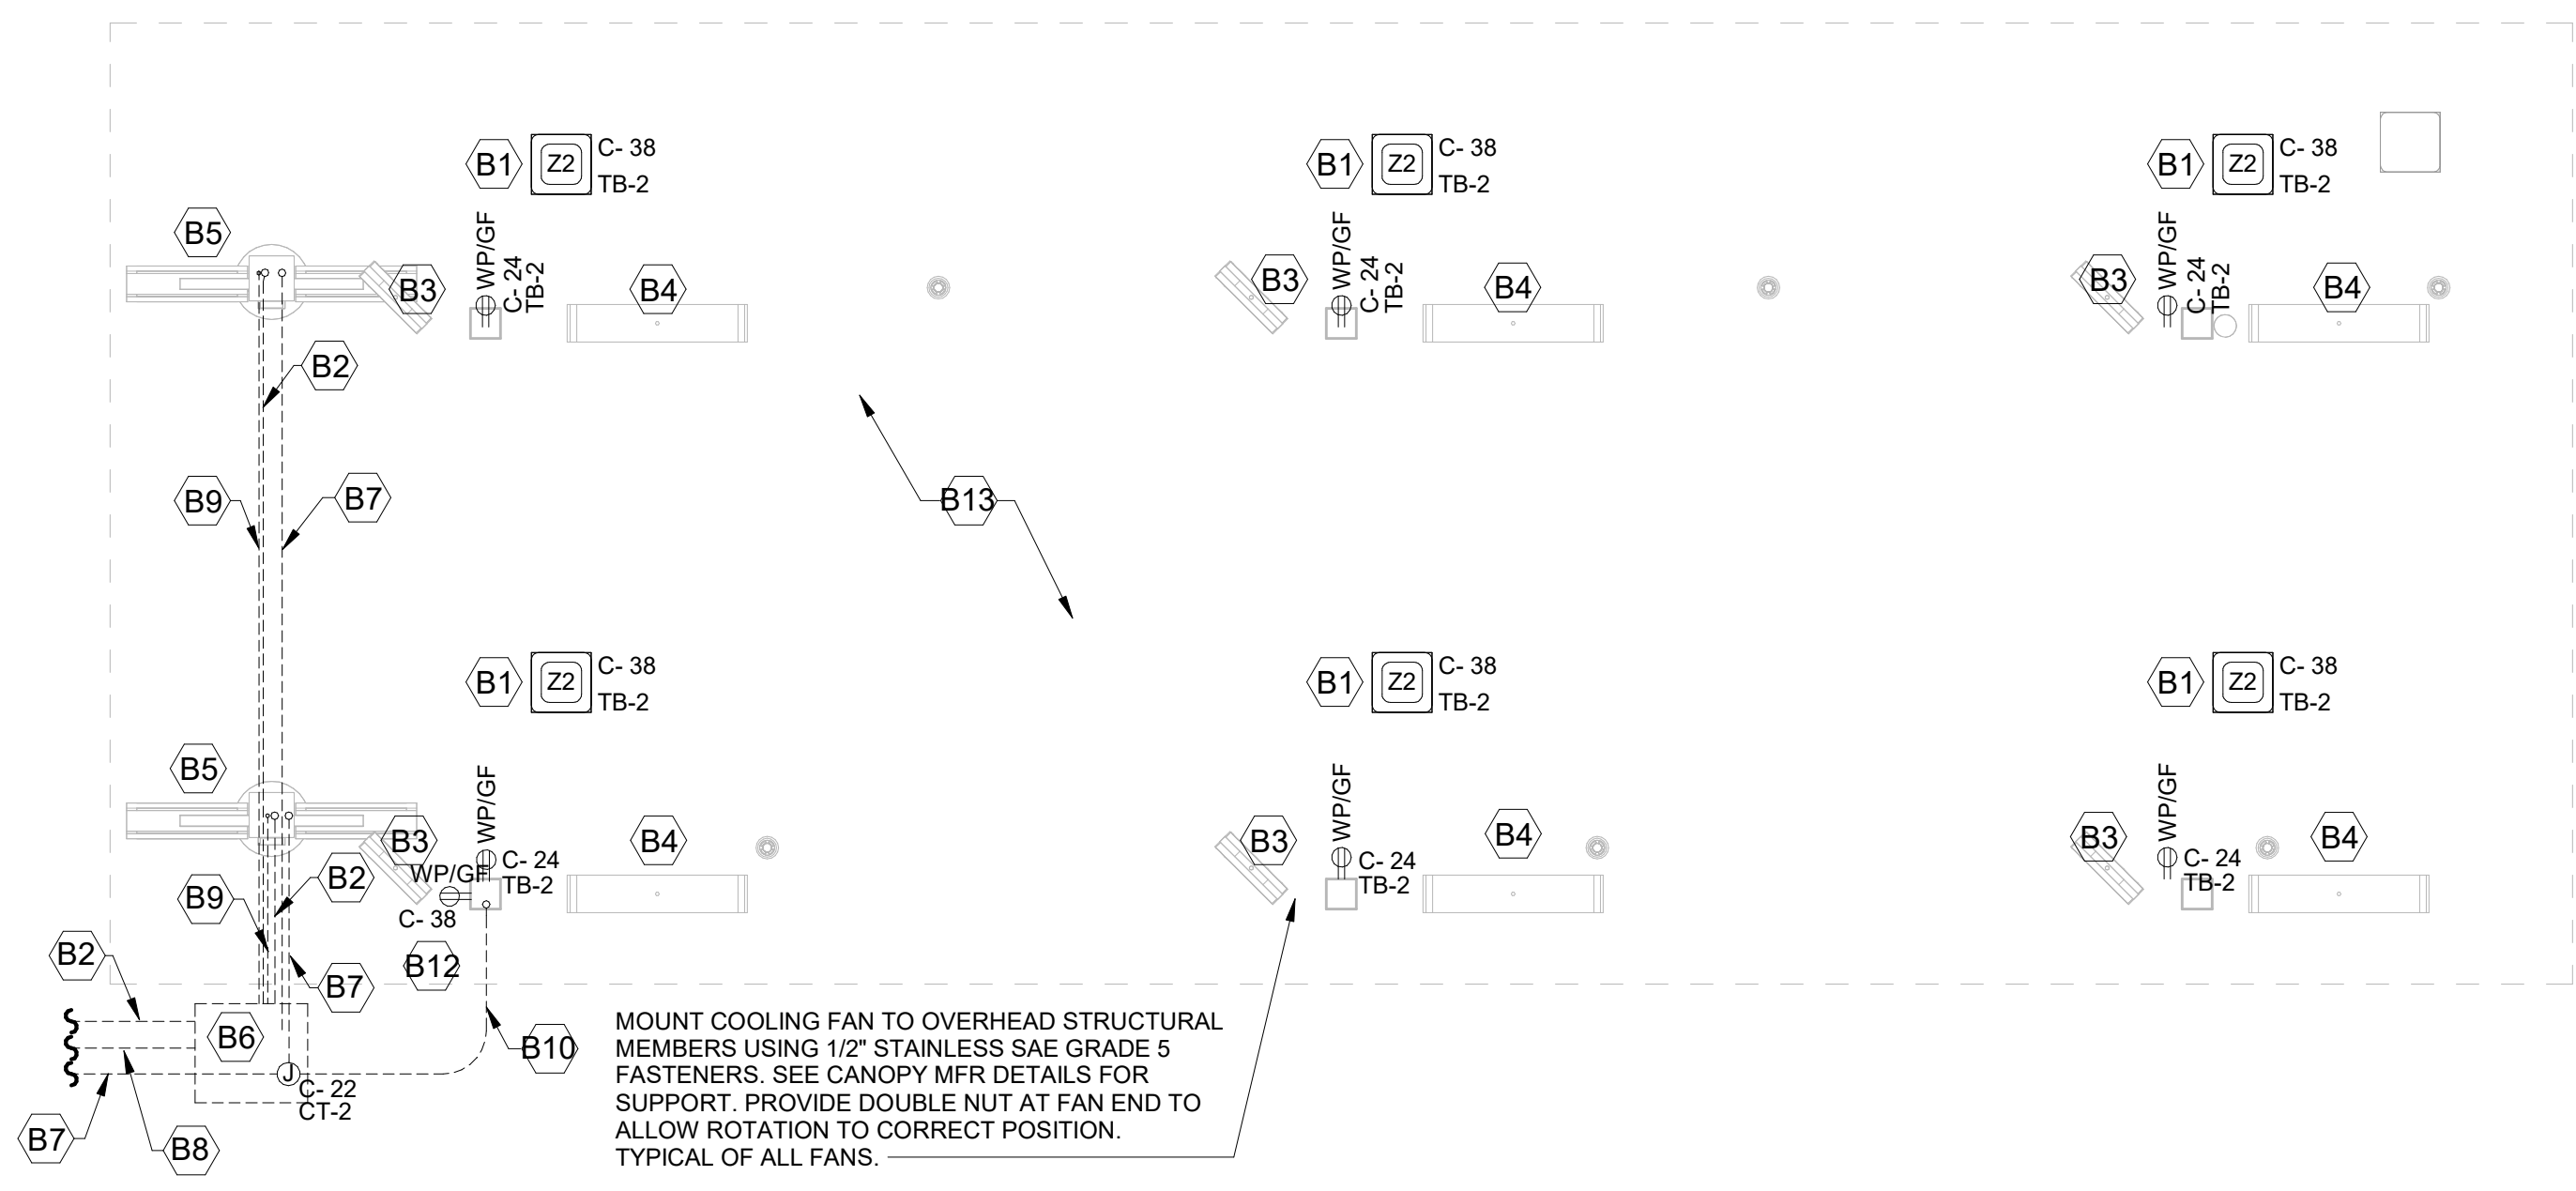 B1
Z2
C- 38
TB-2
B1
Z2
C- 38
TB-2
B1
Z2
C- 38
TB-2
B5
B3
WP/GF
C- 24
TB-2
B4
B3
WP/GF
C- 24
TB-2
B4
B3
WP/GF
C- 24
TB-2
B4
B2
B9
B7
B13
B1
Z2
C- 38
TB-2
B1
Z2
C- 38
TB-2
B1
Z2
C- 38
TB-2
B5
B3
WP/GF
C- 24
TB-2
B4
B3
WP/GF
C- 24
TB-2
B4
B3
WP/GF
C- 24
TB-2
B4
WP/GF
C- 38
B2
B9
B12
B2
B7
B6
B10
J
C- 22
CT-2
B7
B8
MOUNT COOLING FAN TO OVERHEAD STRUCTURAL
MEMBERS USING 1/2" STAINLESS SAE GRADE 5
FASTENERS. SEE CANOPY MFR DETAILS FOR
SUPPORT. PROVIDE DOUBLE NUT AT FAN END TO
ALLOW ROTATION TO CORRECT POSITION.
TYPICAL OF ALL FANS.